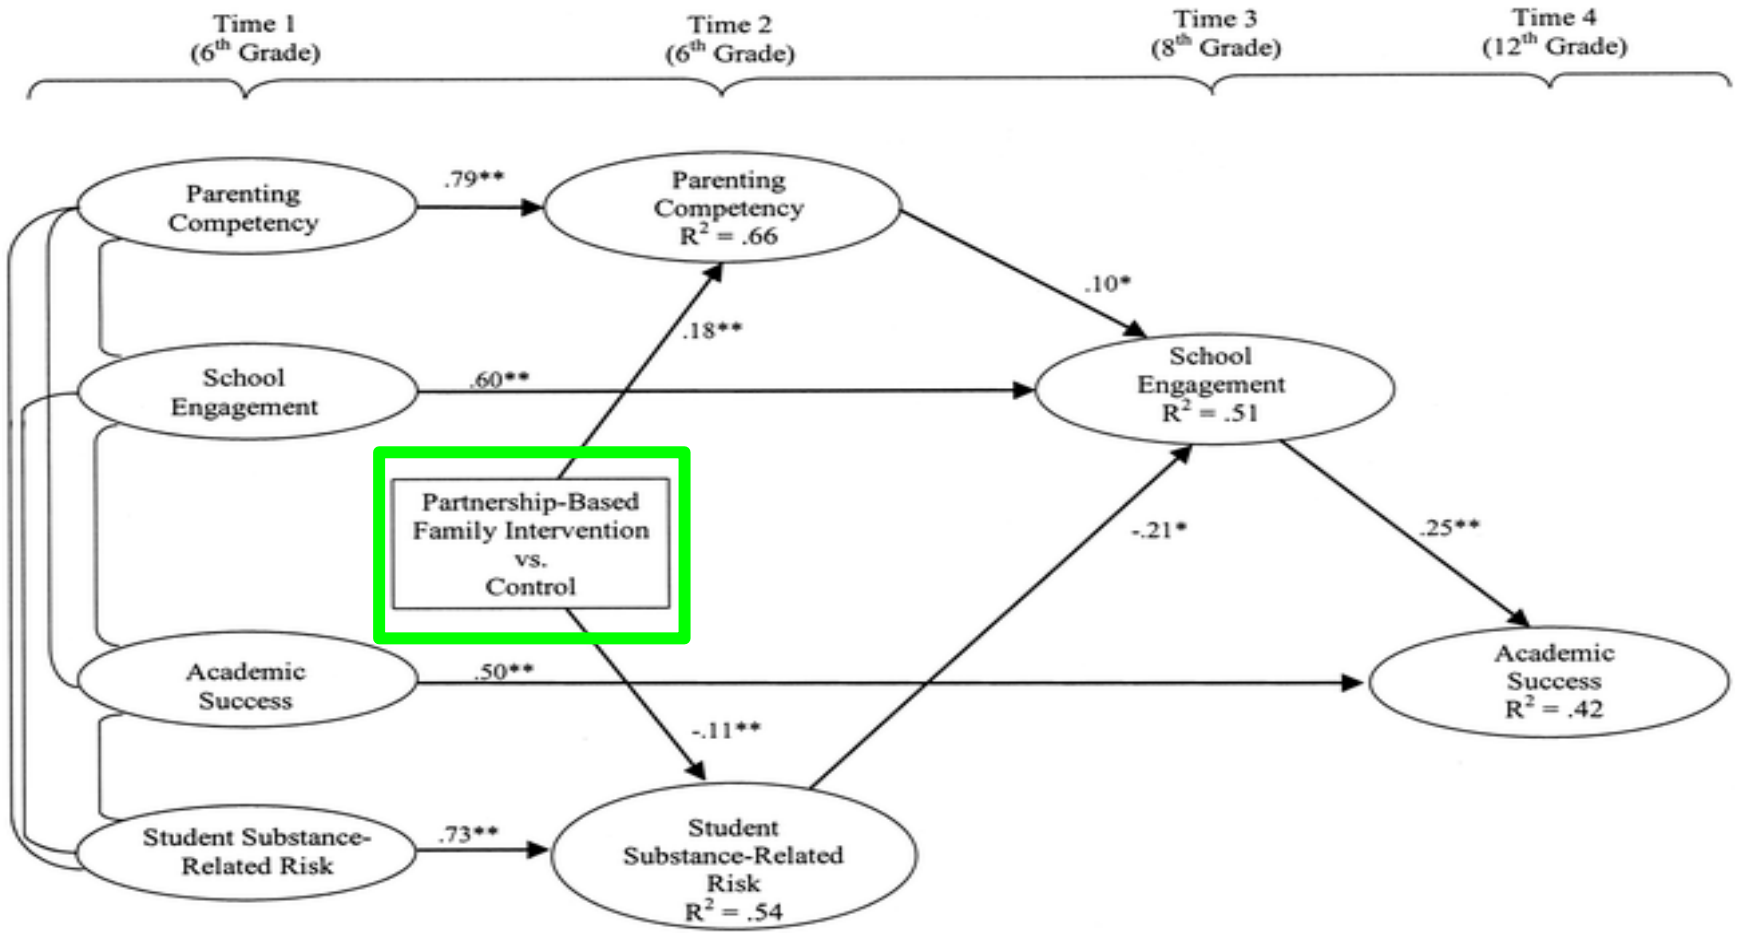 Time 1
(6th Grade)
Time 2
(6th Grade)
Time 3
(8th Grade)
Time 4
(12th Grade)
Parenting
Competency
.79**
Parenting
Competency
R² = .66
.10*
.18**
School
Engagement
.60**
School
Engagement
R² = .51
Partnership-Based
Family Intervention
vs.
Control
-.21*
.25**
Academic
Success
.50**
Academic
Success
R² = .42
-.11**
Student Substance-
Related Risk
.73**
Student
Substance-Related
Risk
R² = .54